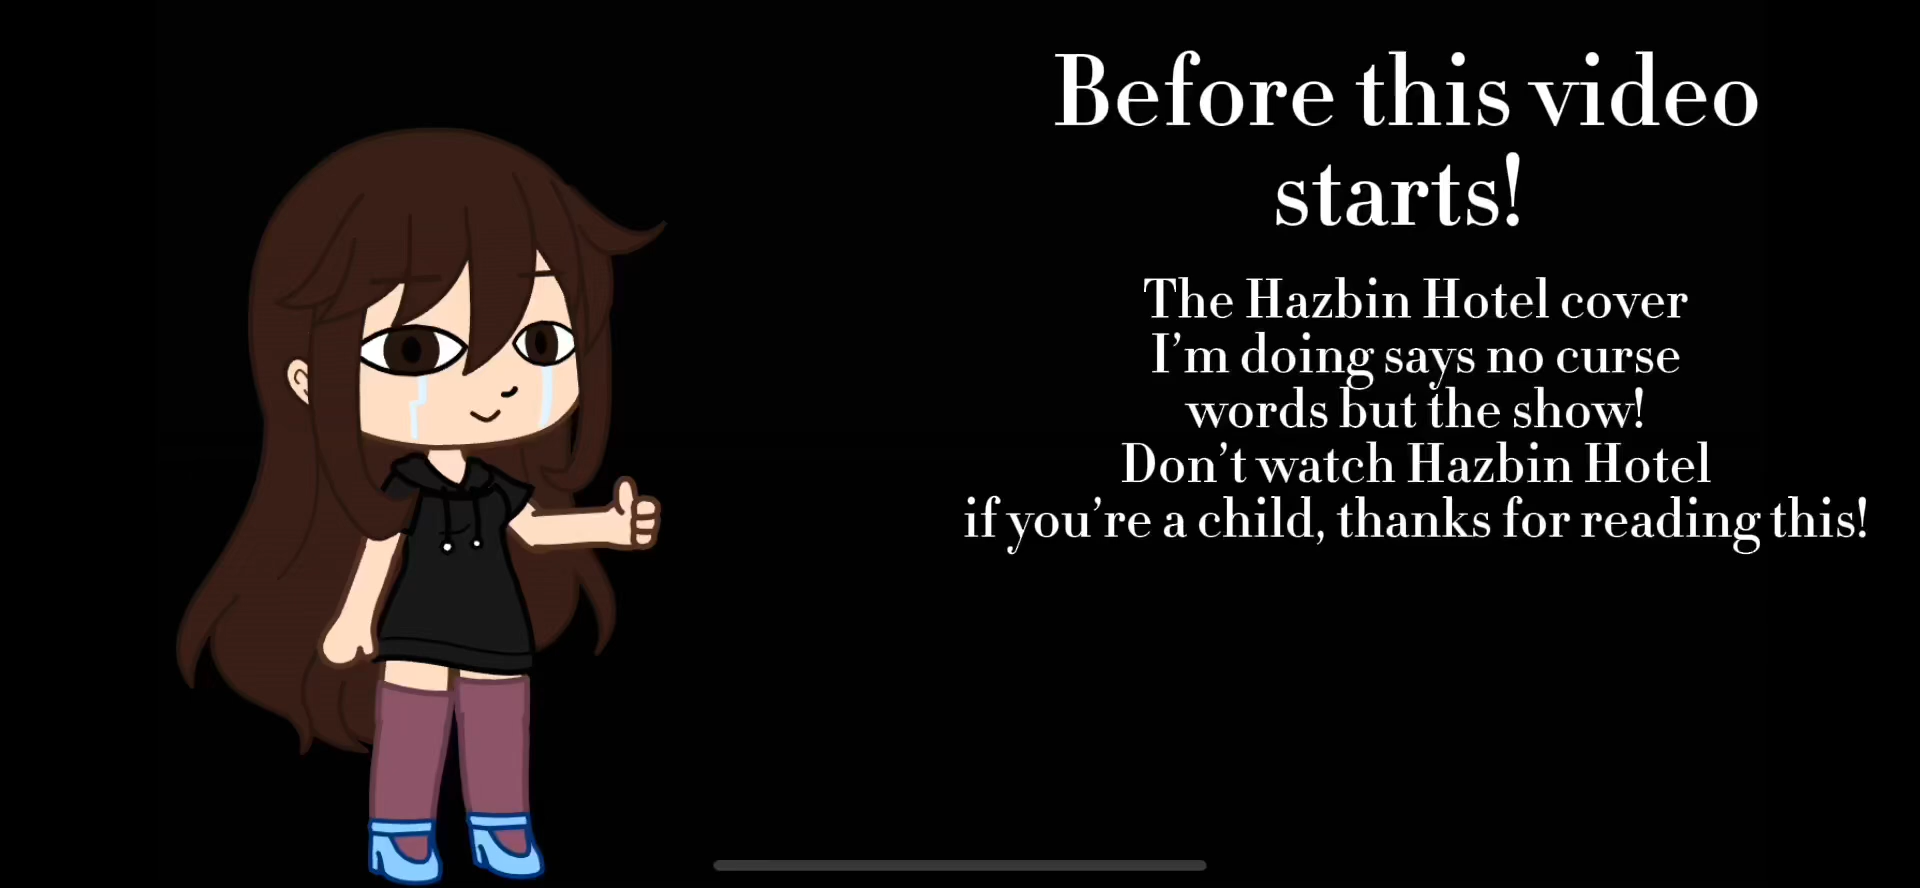 Before this video
starts!
The Hazbin Hotel cover
I'm doing says no curse
words but the show!
Don't watch Hazbin Hotel
if you're a child, thanks for reading this!